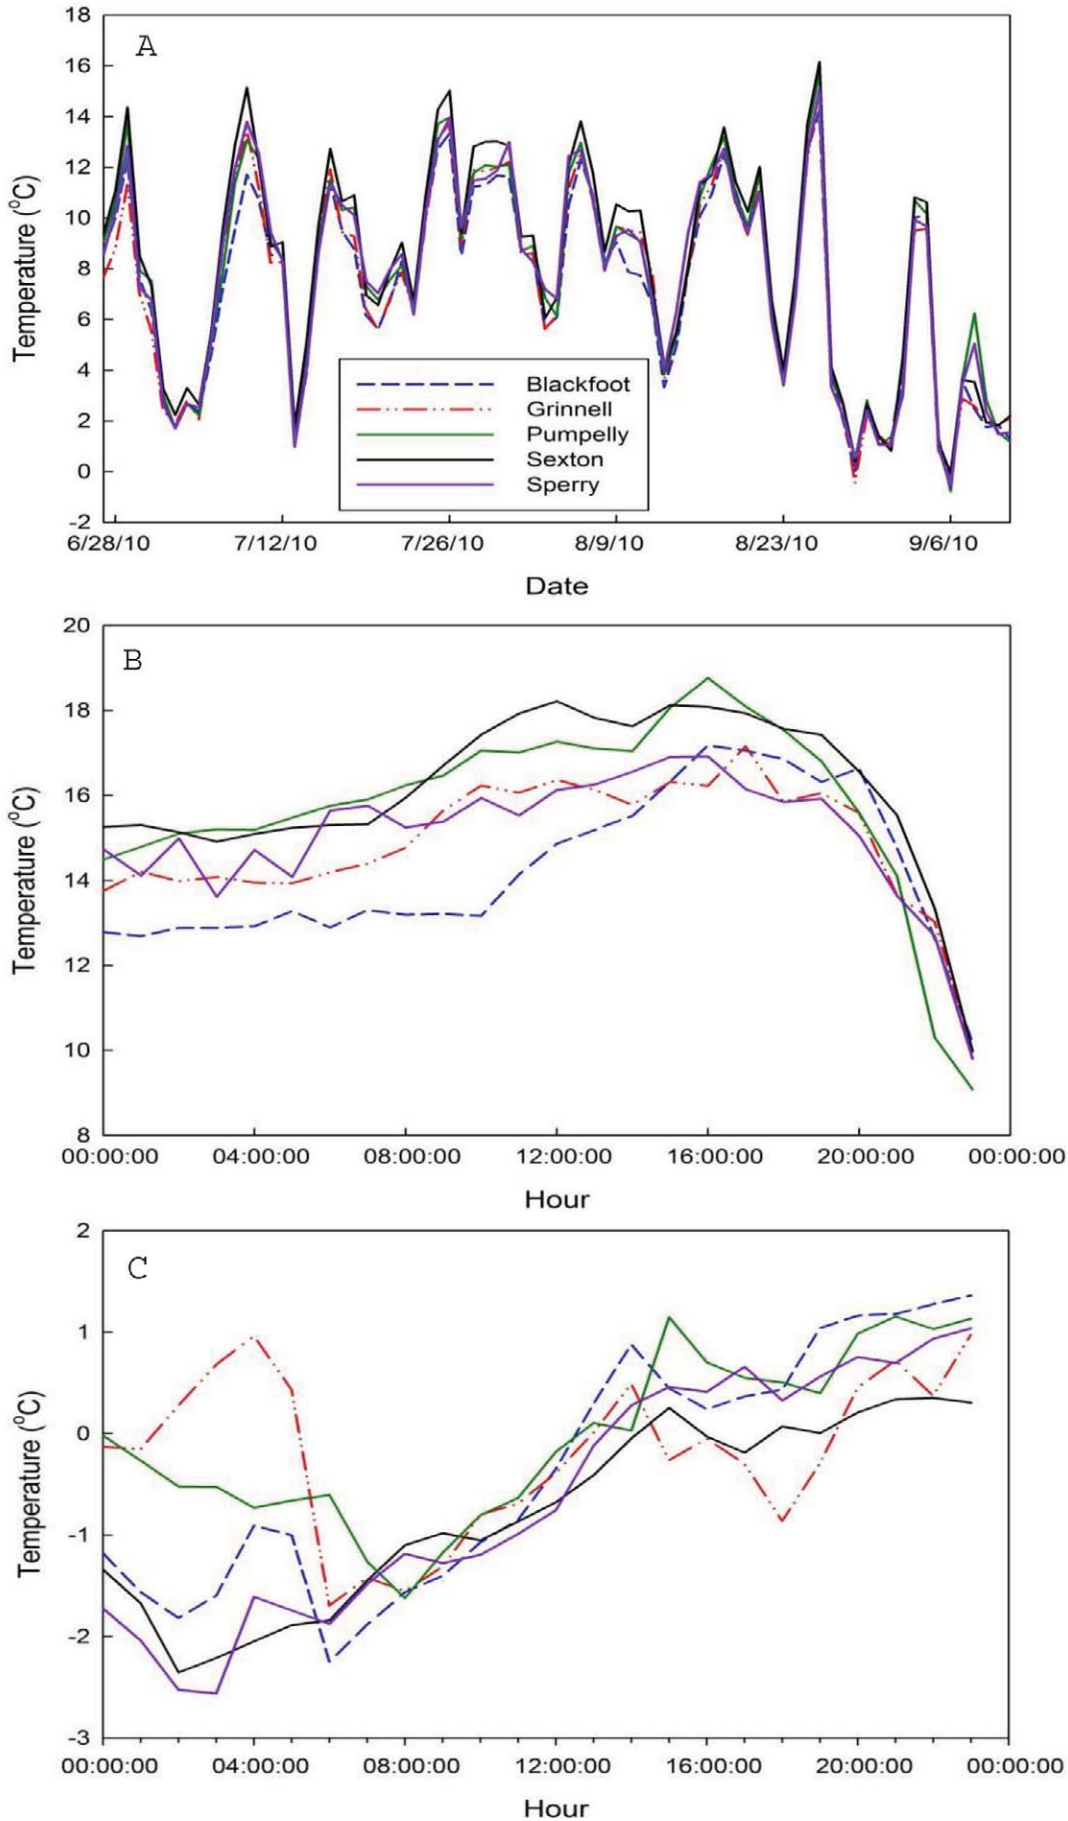 A
18
16
14
12
10
8
6
4
2
0
-2
Temperature (⁰C)
Blackfoot
Grinnell
Pumpelly
Sexton
Sperry
6/28/10 7/12/10 7/26/10 8/9/10 8/23/10 9/6/10
Date
B
20
18
16
14
12
10
8
Temperature (⁰C)
00:00:00 04:00:00 08:00:00 12:00:00 16:00:00 20:00:00 00:00:00
Hour
C
2
1
0
-1
-2
-3
Temperature (⁰C)
00:00:00 04:00:00 08:00:00 12:00:00 16:00:00 20:00:00 00:00:00
Hour